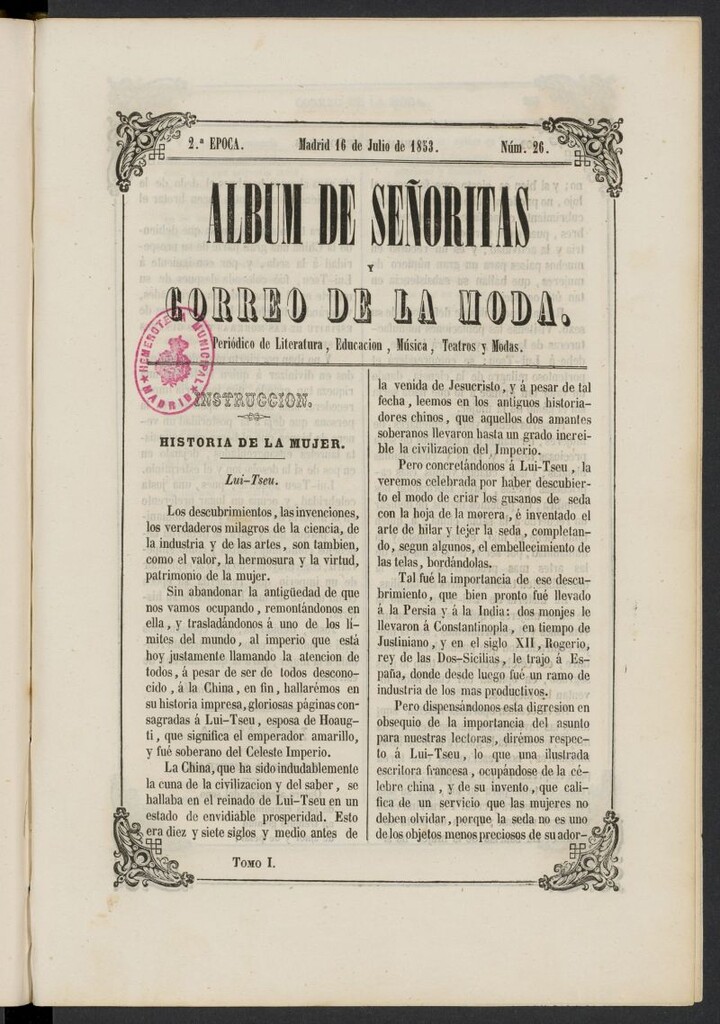 2.ª EPOCA. Madrid 16 de Julio de 1853. Núm. 26.
ALBUM DE SEÑORITAS
Y
CORREO DE LA MODA.
Periódico de Literatura, Educacion, Música, Teatros y Modas.
HEMEROTECA MUNICIPAL
★ MADRID ★
INSTRUCCION.
HISTORIA DE LA MUJER.
Lui-Tseu.
Los descubrimientos, las invenciones,
los verdaderos milagros de la ciencia, de
la industria y de las artes, son tambien,
como el valor, la hermosura y la virtud,
patrimonio de la mujer.
Sin abandonar la antigüedad de que
nos vamos ocupando, remontándonos en
ella, y trasladándonos á uno de los lí-
mites del mundo, al imperio que está
hoy justamente llamando la atencion de
todos, á pesar de ser de todos descono-
cido, á la China, en fin, hallarémos en
su historia impresa, gloriosas páginas con-
sagradas á Lui-Tseu, esposa de Hoaug-
ti, que significa el emperador amarillo,
y fué soberano del Celeste Imperio.
La China, que ha sido indudablemente
la cuna de la civilizacion y del saber, se
hallaba en el reinado de Lui-Tseu en un
estado de envidiable prosperidad. Esto
era diez y siete siglos y medio antes de
la venida de Jesucristo, y á pesar de tal
fecha, leemos en los antiguos historia-
dores chinos, que aquellos dos amantes
soberanos llevaron hasta un grado increi-
ble la civilizacion del Imperio.
Pero concretándonos á Lui-Tseu, la
veremos celebrada por haber descubier-
to el modo de criar los gusanos de seda
con la hoja de la morera, é inventado el
arte de hilar y tejer la seda, completan-
do, segun algunos, el embellecimiento de
las telas, bordándolas.
Tal fué la importancia de ese descu-
brimiento, que bien pronto fué llevado
á la Persia y á la India: dos monjes le
llevaron á Constantinopla, en tiempo de
Justiniano, y en el siglo XII, Rogerio,
rey de las Dos-Sicilias, le trajo á Es-
paña, donde desde luego fué un ramo de
industria de los mas productivos.
Pero dispensándonos esta digresion en
obsequio de la importancia del asunto
para nuestras lectoras, dirémos respec-
to á Lui-Tseu, lo que una ilustrada
escritora francesa, ocupándose de la cé-
lebre china, y de su invento, que cali-
fica de un servicio que las mujeres no
deben olvidar, porque la seda no es uno
de los objetos menos preciosos de su ador-
TOMO I.